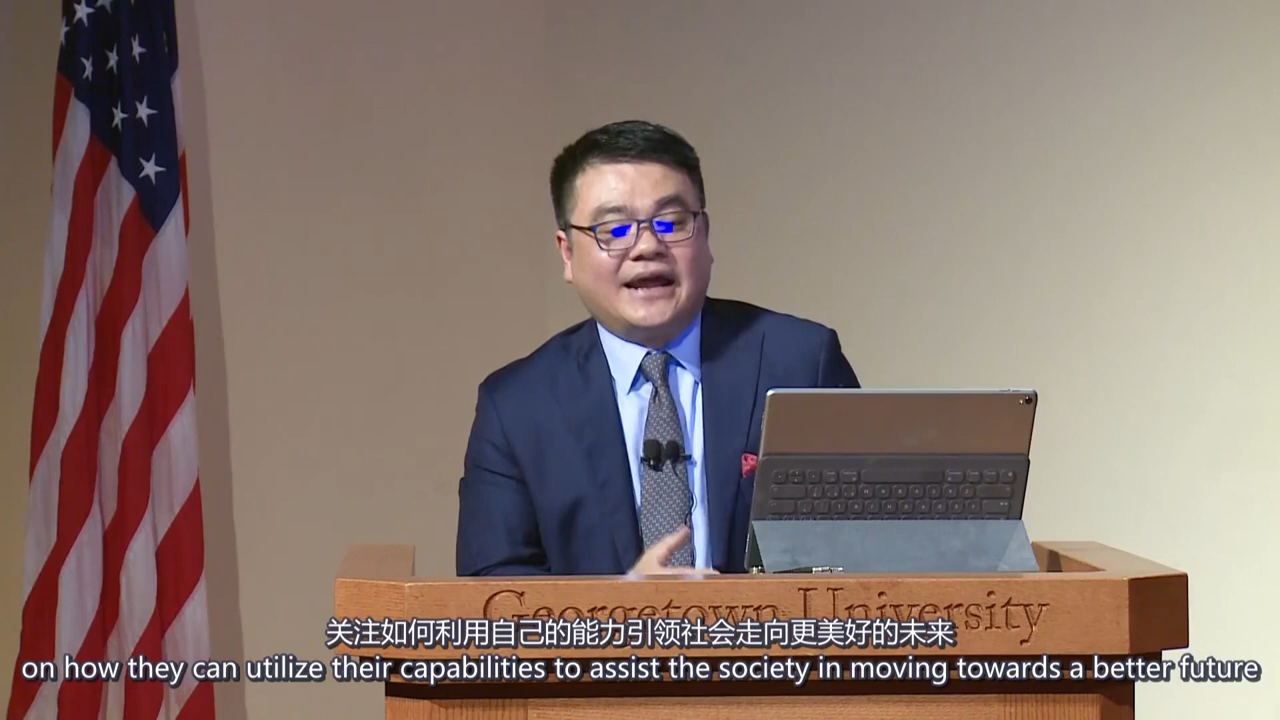 Georgetown University
关注如何利用自己的能力引领社会走向更美好的未来
on how they can utilize their capabilities to assist the society in moving towards a better future